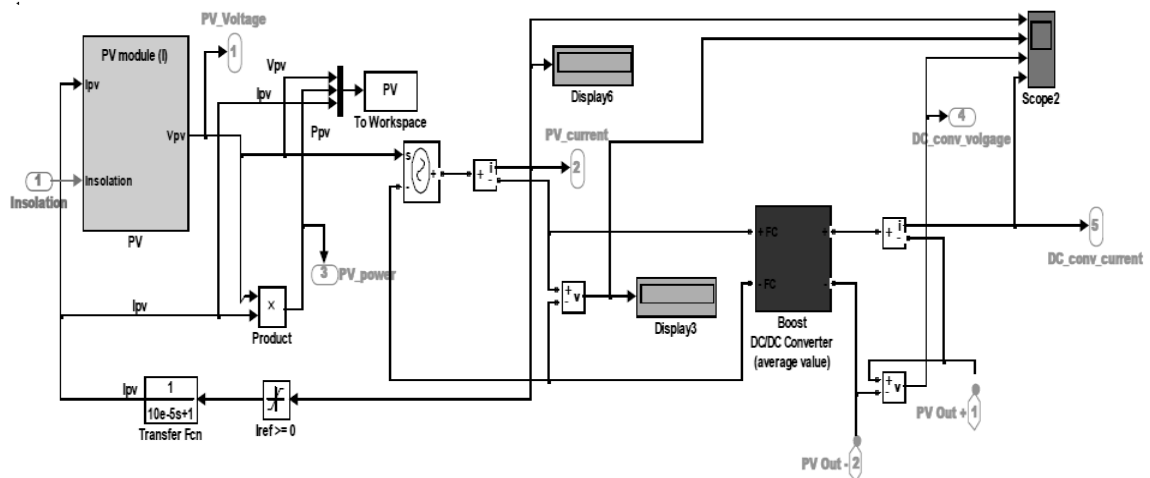 PV_Voltage
1
PV module (I)
Ipv
Vpv
Insolation
PV
1
Insolation
Vpv
Ipv
Ppv
PV
To Workspace
Display6
Scope2
PV_current
2
4
DC_conv_volgage
s
+
-
+
i
-
3
PV_power
Ipv
×
Product
+
v
-
Display3
+ FC
- FC
+
-
Boost
DC/DC Converter
(average value)
+
i
-
5
DC_conv_current
Ipv
1
10e-5s+1
Transfer Fcn
Iref >= 0
+
v
-
PV Out +
1
PV Out -
2